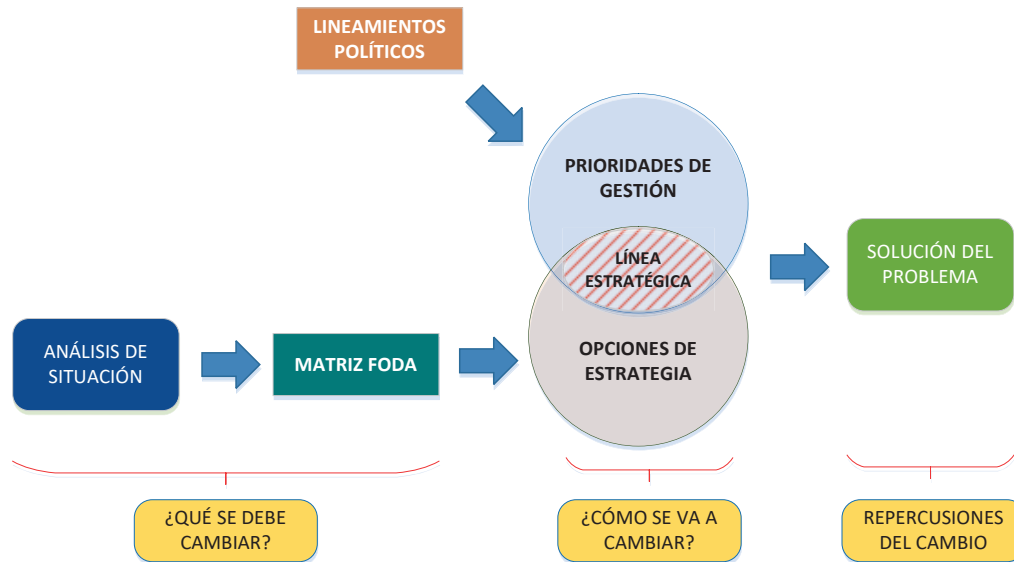 LINEAMIENTOS
POLÍTICOS
PRIORIDADES DE
GESTIÓN
LÍNEA
ESTRATÉGICA
SOLUCIÓN DEL
PROBLEMA
ANÁLISIS DE
SITUACIÓN
MATRIZ FODA
OPCIONES DE
ESTRATEGIA
¿QUÉ SE DEBE
CAMBIAR?
¿CÓMO SE VA A
CAMBIAR?
REPERCUSIONES
DEL CAMBIO